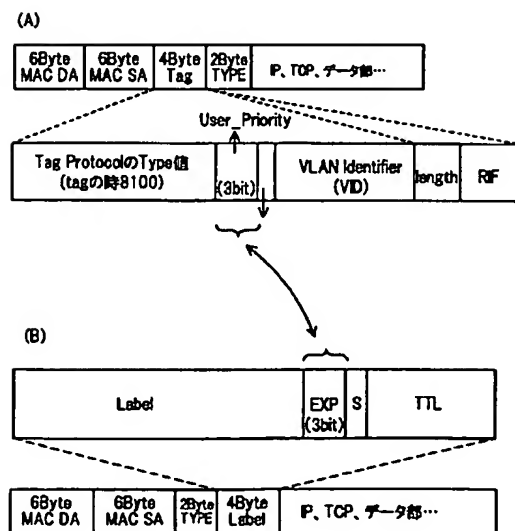 (A)
6Byte MAC DA
6Byte MAC SA
4Byte Tag
2Byte TYPE
IP、TCP、データ部…
User_Priority
Tag ProtocolのType値
(tagの時8100)
(3bit)
VLAN Identifier
(VID)
length
RIF
(B)
Label
EXP
(3bit)
S
TTL
6Byte MAC DA
6Byte MAC SA
2Byte TYPE
4Byte Label
IP、TCP、データ部…